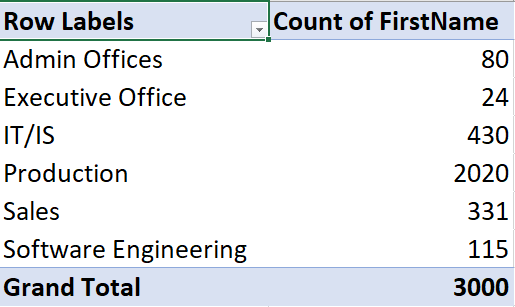 Row Labels Count of FirstName
Admin Offices 80
Executive Office 24
IT/IS 430
Production 2020
Sales 331
Software Engineering 115
Grand Total 3000